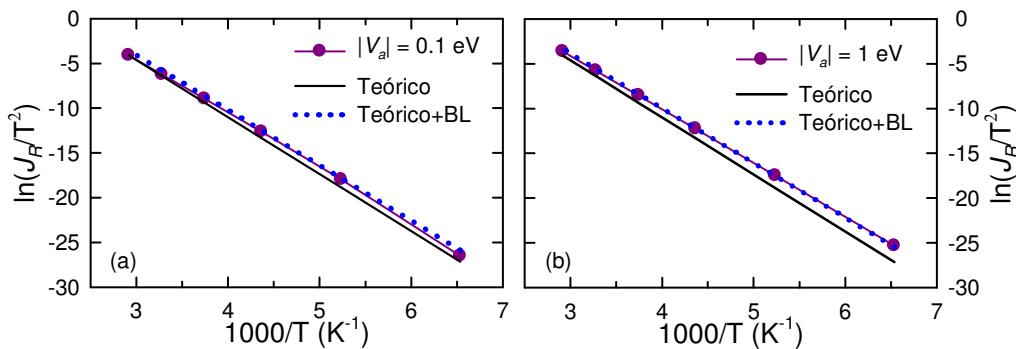 0
-5
-10
-15
-20
-25
-30
ln(J_R/T²)
|V_a| = 0.1 eV
Teórico
Teórico+BL
(a)
3 4 5 6 7
1000/T (K⁻¹)
|V_a| = 1 eV
Teórico
Teórico+BL
(b)
3 4 5 6 7
1000/T (K⁻¹)
0
-5
-10
-15
-20
-25
-30
ln(J_R/T²)